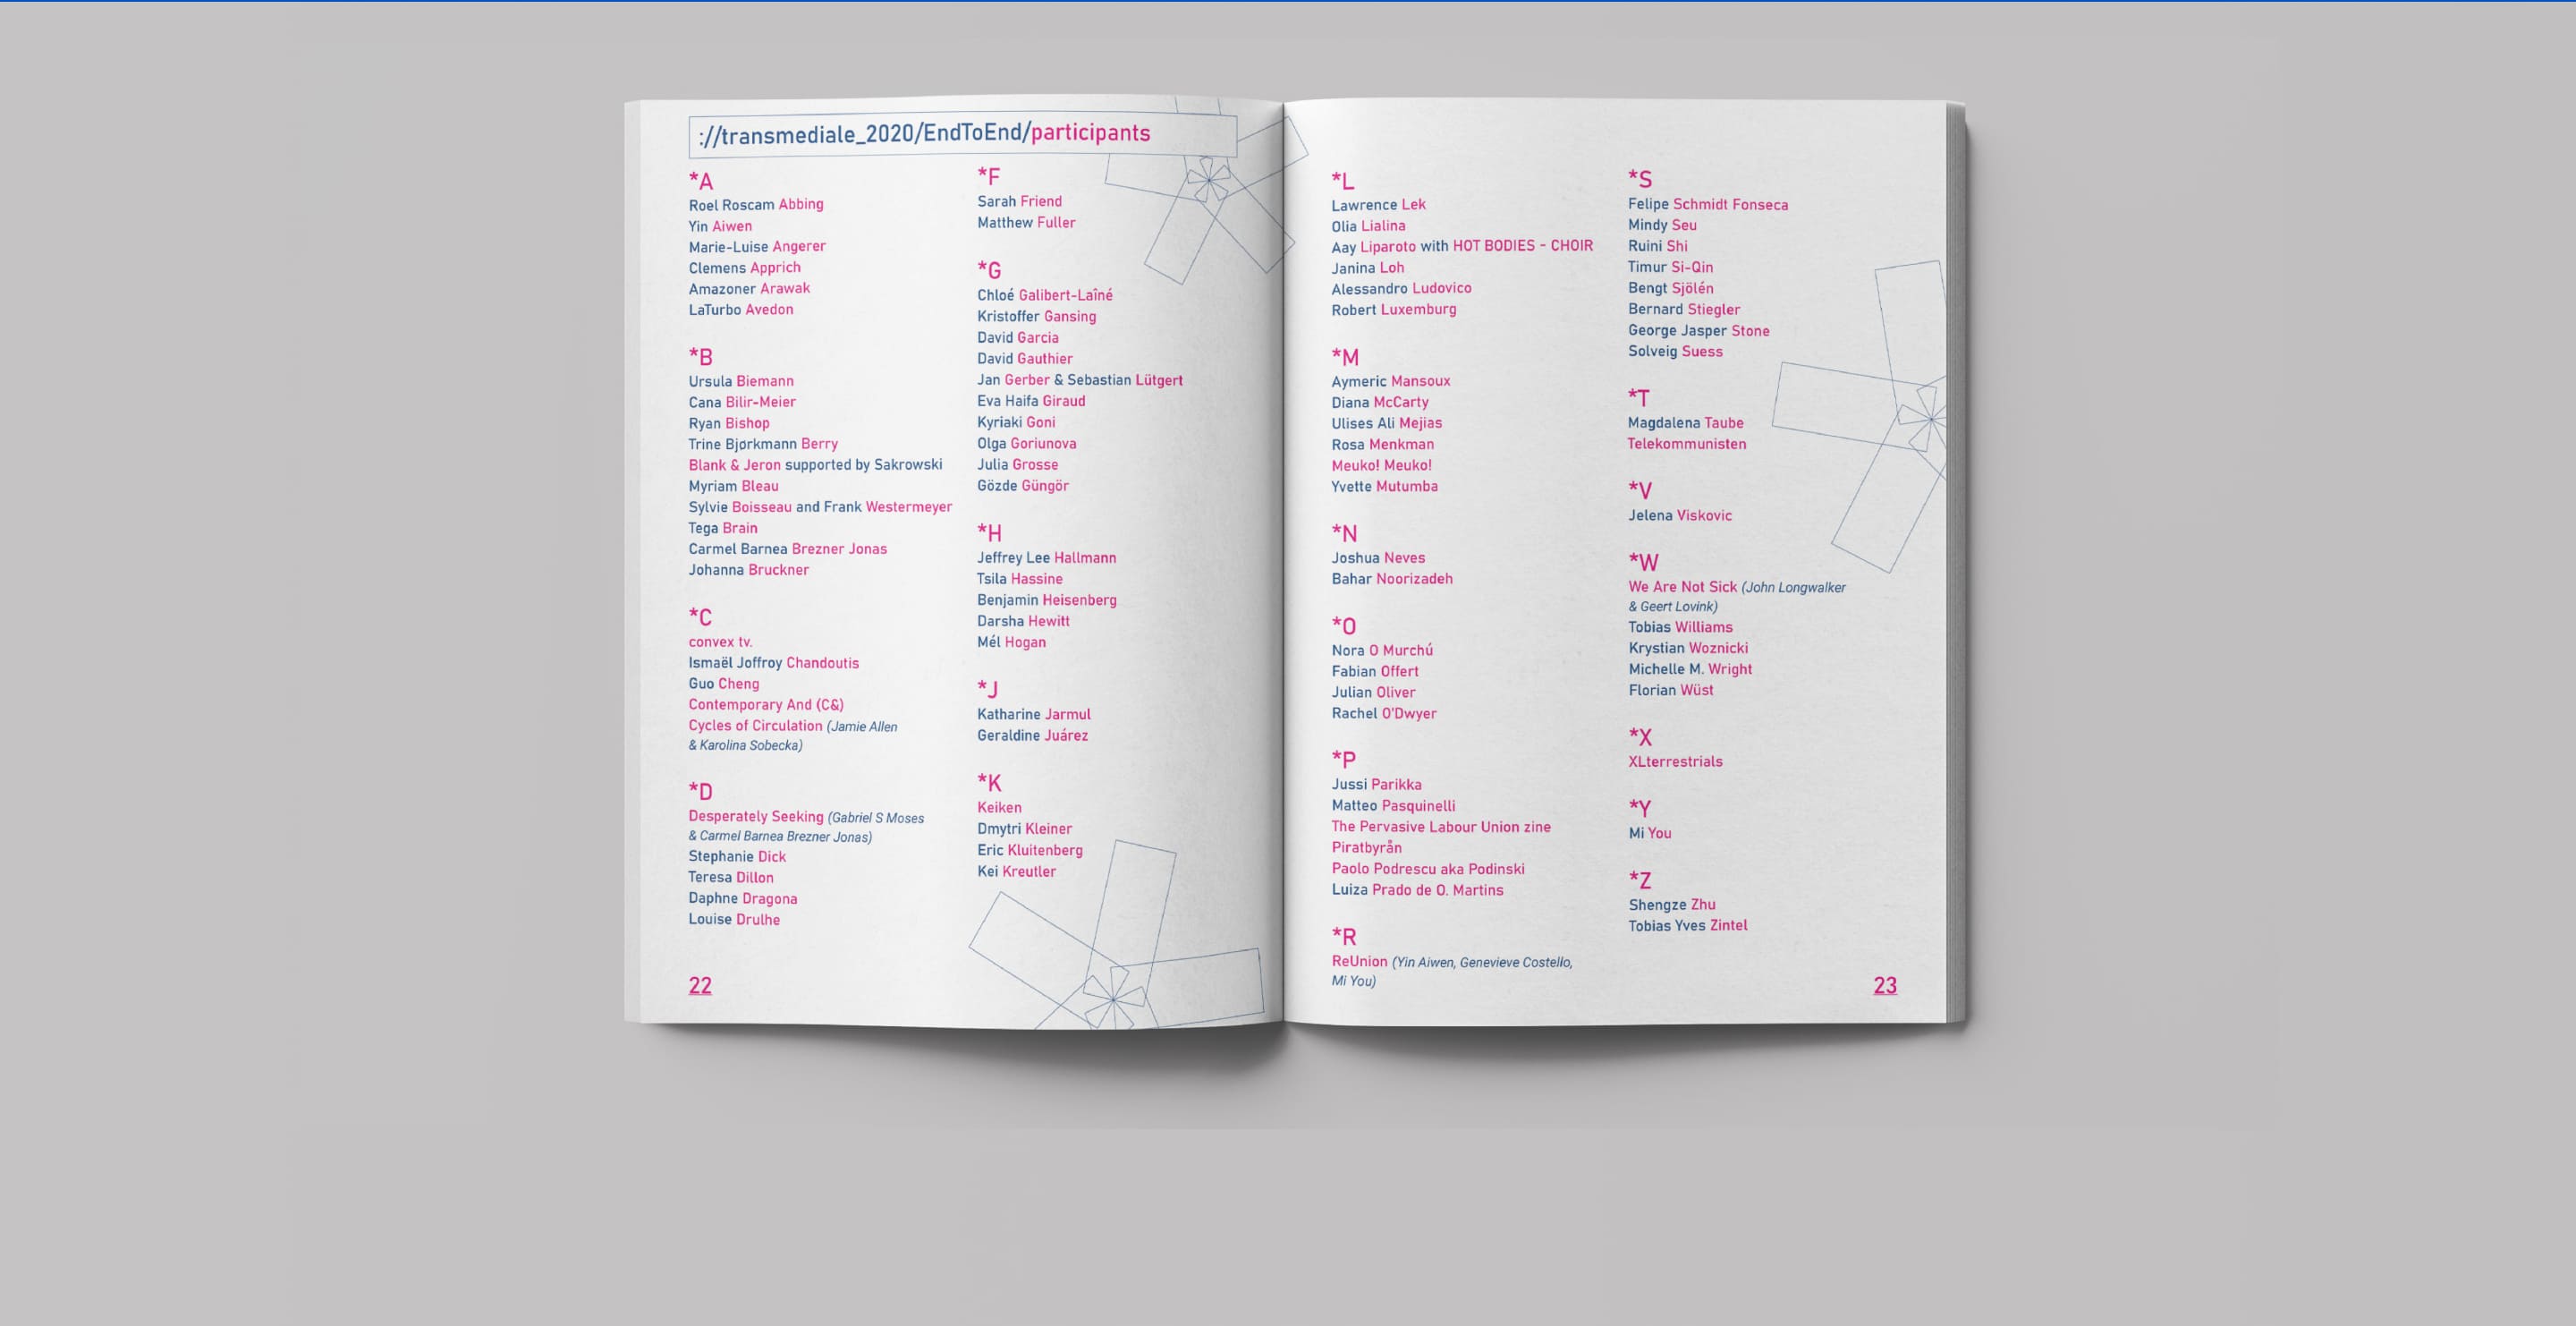 ://transmediale_2020/EndToEnd/participants
*A
Roel Roscam Abbing
Yin Aiwen
Marie-Luise Angerer
Clemens Apprich
Amazoner Arawak
LaTurbo Avedon
*B
Ursula Biemann
Cana Bilir-Meier
Ryan Bishop
Trine Bjørkmann Berry
Blank & Jeron supported by Sakrowski
Myriam Bleau
Sylvie Boisseau and Frank Westermeyer
Tega Brain
Carmel Barnea Brezner Jonas
Johanna Bruckner
*C
convex tv.
Ismaël Joffroy Chandoutis
Guo Cheng
Contemporary And (C&)
Cycles of Circulation (Jamie Allen
& Karolina Sobecka)
*D
Desperately Seeking (Gabriel S Moses
& Carmel Barnea Brezner Jonas)
Stephanie Dick
Teresa Dillon
Daphne Dragona
Louise Drulhe
22
*F
Sarah Friend
Matthew Fuller
*G
Chloé Galibert-Laîné
Kristoffer Gansing
David Garcia
David Gauthier
Jan Gerber & Sebastian Lütgert
Eva Haifa Giraud
Kyriaki Goni
Olga Goriunova
Julia Grosse
Gözde Güngör
*H
Jeffrey Lee Hallmann
Tsila Hassine
Benjamin Heisenberg
Darsha Hewitt
Mél Hogan
*J
Katharine Jarmul
Geraldine Juárez
*K
Keiken
Dmytri Kleiner
Eric Kluitenberg
Kei Kreutler
*L
Lawrence Lek
Olia Lialina
Aay Liparoto with HOT BODIES - CHOIR
Janina Loh
Alessandro Ludovico
Robert Luxemburg
*M
Aymeric Mansoux
Diana McCarty
Ulises Ali Mejias
Rosa Menkman
Meuko! Meuko!
Yvette Mutumba
*N
Joshua Neves
Bahar Noorizadeh
*O
Nora O Murchú
Fabian Offert
Julian Oliver
Rachel O'Dwyer
*P
Jussi Parikka
Matteo Pasquinelli
The Pervasive Labour Union zine
Piratbyrån
Paolo Podrescu aka Podinski
Luiza Prado de O. Martins
*R
ReUnion (Yin Aiwen, Genevieve Costello,
Mi You)
*S
Felipe Schmidt Fonseca
Mindy Seu
Ruini Shi
Timur Si-Qin
Bengt Sjölén
Bernard Stiegler
George Jasper Stone
Solveig Suess
*T
Magdalena Taube
Telekommunisten
*V
Jelena Viskovic
*W
We Are Not Sick (John Longwalker
& Geert Lovink)
Tobias Williams
Krystian Woznicki
Michelle M. Wright
Florian Wüst
*X
XLterrestrials
*Y
Mi You
*Z
Shengze Zhu
Tobias Yves Zintel
23